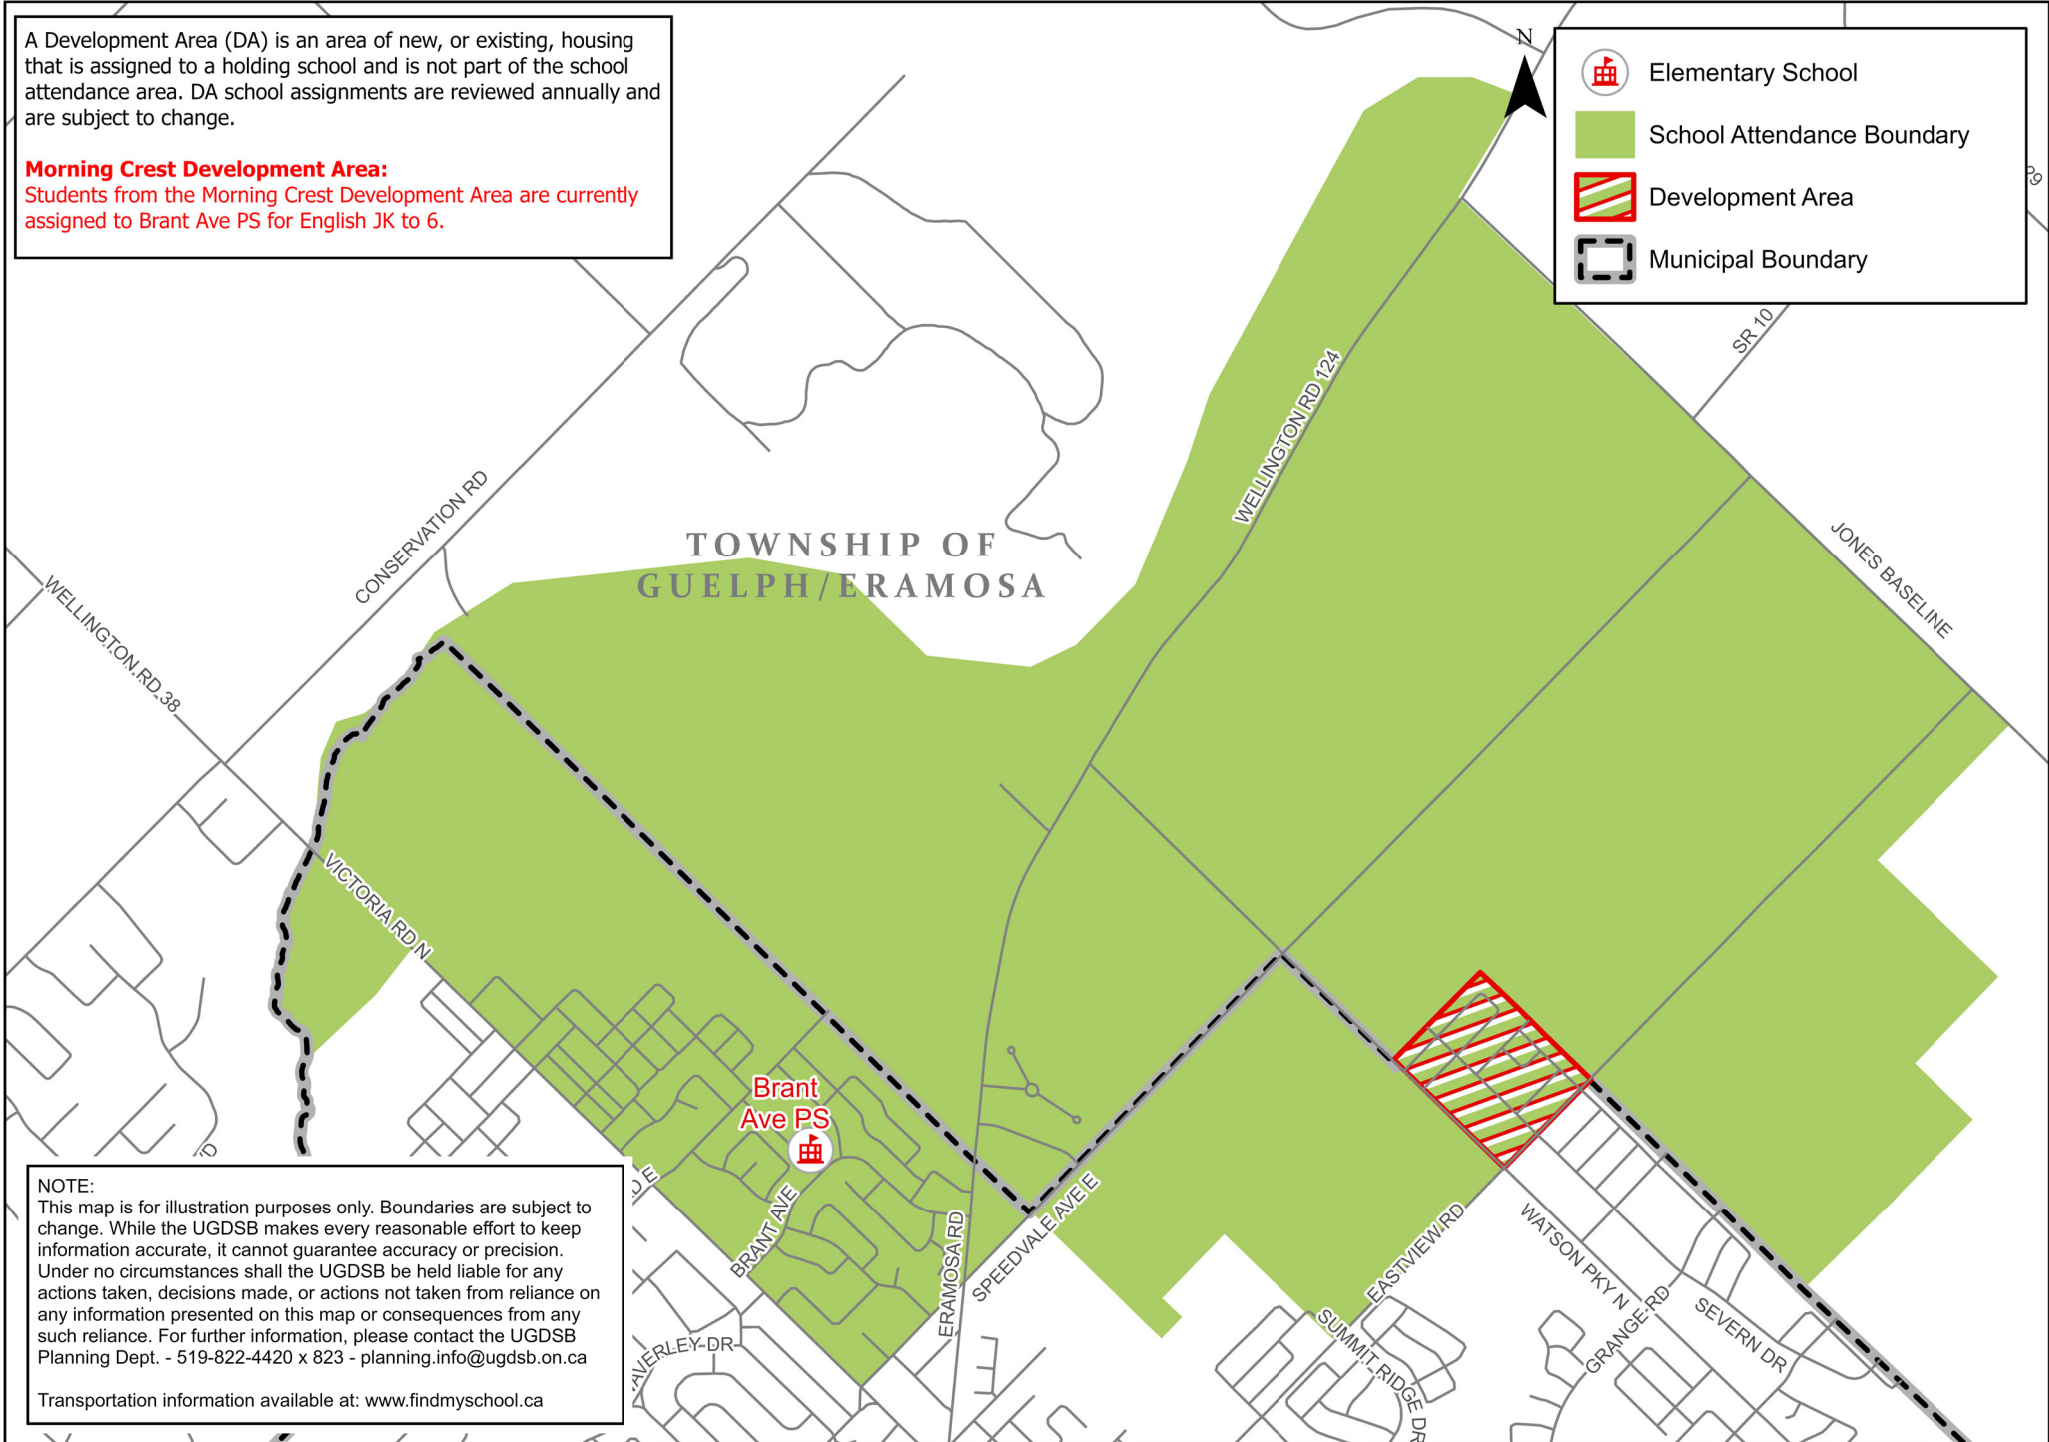 A Development Area (DA) is an area of new, or existing, housing
that is assigned to a holding school and is not part of the school
attendance area. DA school assignments are reviewed annually and
are subject to change.
Morning Crest Development Area:
Students from the Morning Crest Development Area are currently
assigned to Brant Ave PS for English JK to 6.
N
Elementary School
School Attendance Boundary
Development Area
Municipal Boundary
29
SR 10
WELLINGTON RD 124
CONSERVATION RD
TOWNSHIP OF
GUELPH/ERAMOSA
JONES BASELINE
WELLINGTON RD 38
VICTORIA RD N
Brant
Ave PS
D E
BRANT AVE
ERAMOSA RD
SPEEDVALE AVE E
EASTVIEW RD
WATSON PKY N
GRANGE RD
SEVERN DR
SUMMIT RIDGE DR
AVERLEY DR
NOTE:
This map is for illustration purposes only. Boundaries are subject to
change. While the UGDSB makes every reasonable effort to keep
information accurate, it cannot guarantee accuracy or precision.
Under no circumstances shall the UGDSB be held liable for any
actions taken, decisions made, or actions not taken from reliance on
any information presented on this map or consequences from any
such reliance. For further information, please contact the UGDSB
Planning Dept. - 519-822-4420 x 823 - planning.info@ugdsb.on.ca
Transportation information available at: www.findmyschool.ca